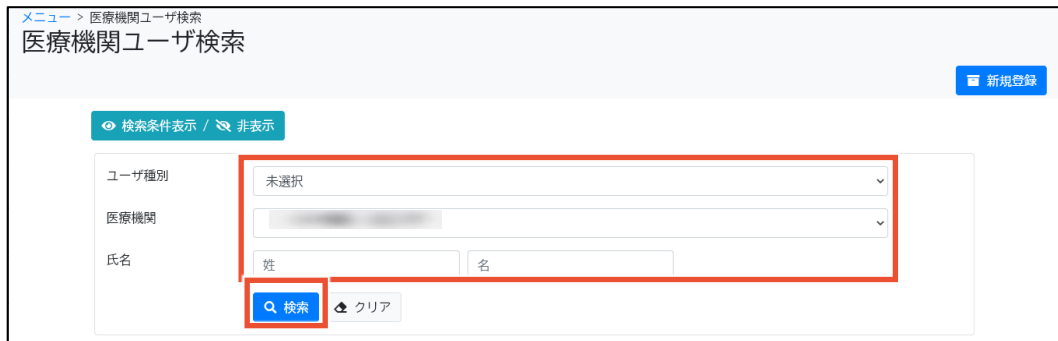 メニュー > 医療機関ユーザ検索
医療機関ユーザ検索
新規登録
検索条件表示 / 非表示
ユーザ種別 未選択
医療機関
氏名 姓 名
検索 クリア